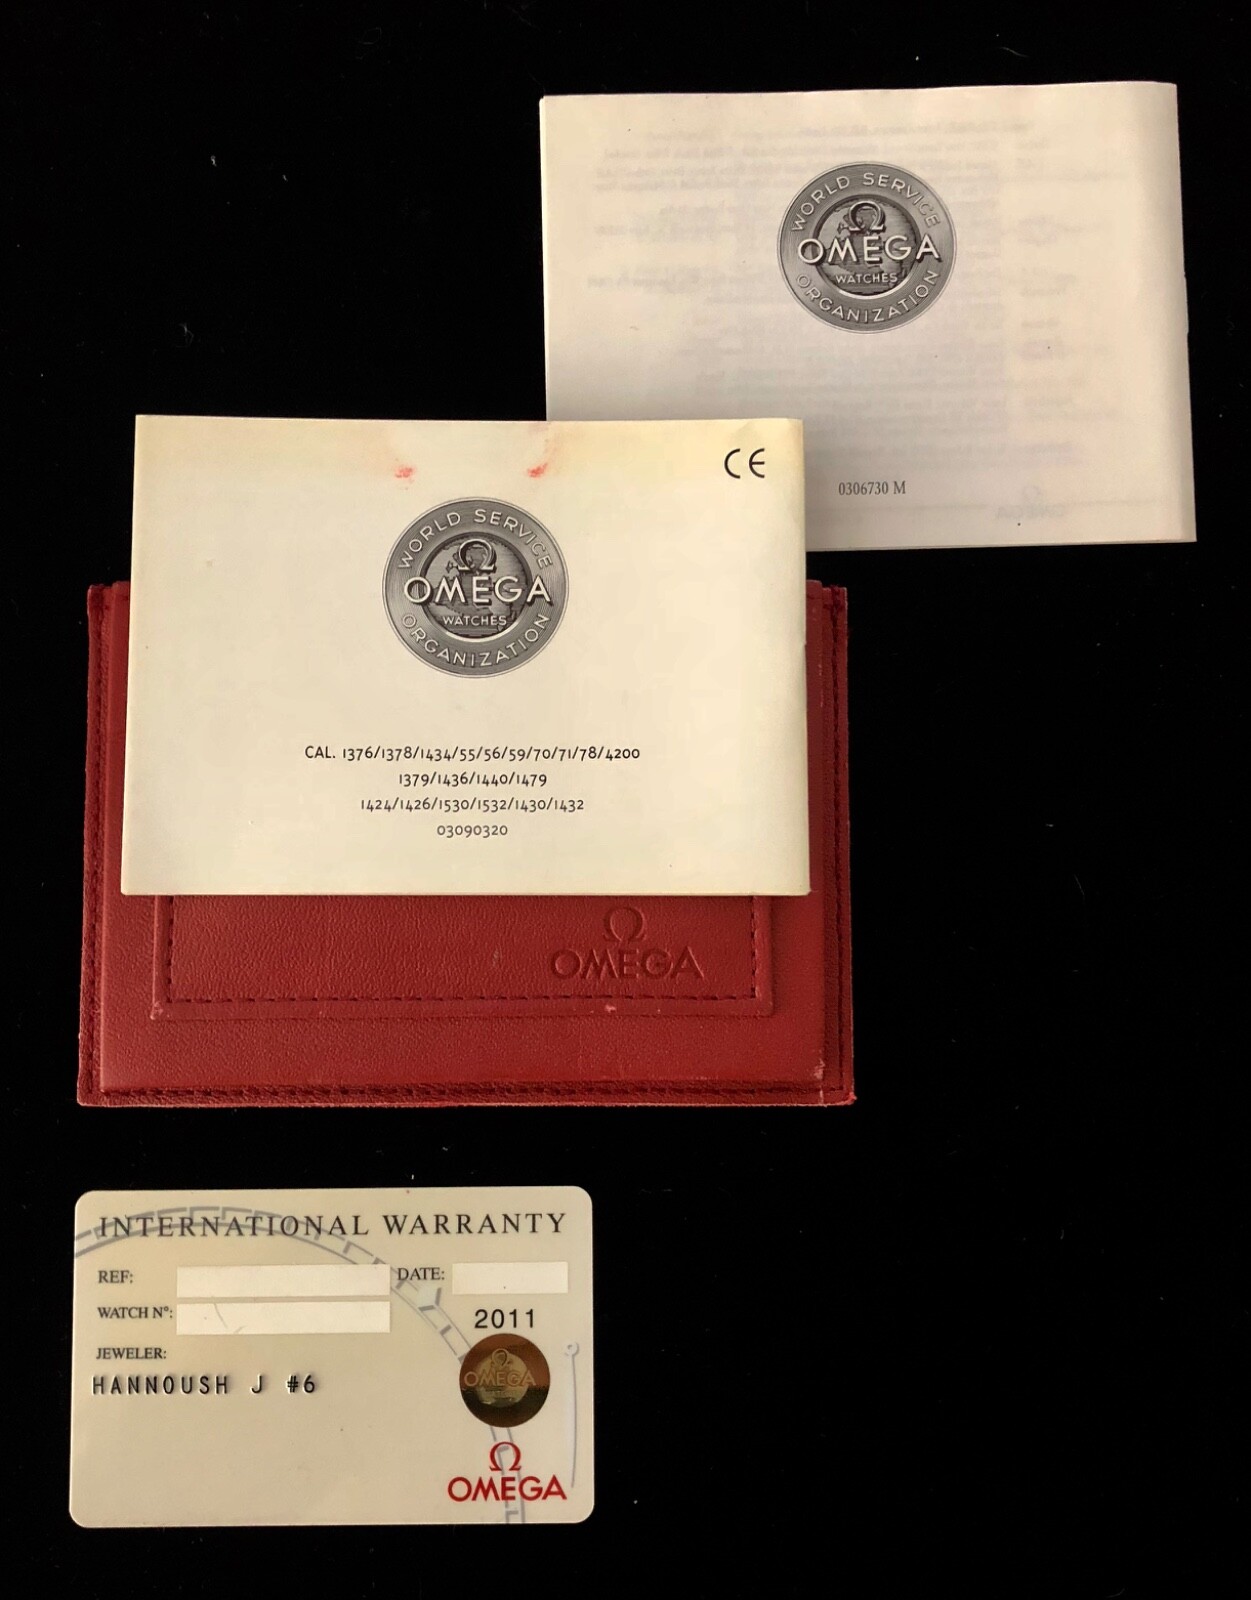 WORLD SERVICE
Ω
OMEGA
WATCHES
ORGANIZATION
0306730 M
CE
WORLD SERVICE
Ω
OMEGA
WATCHES
ORGANIZATION
CAL. 1376/1378/1434/55/56/59/70/71/78/4200
1379/1436/1440/1479
1424/1426/1530/1532/1430/1432
03090320
Ω
OMEGA
INTERNATIONAL WARRANTY
REF: DATE:
WATCH Nº:
2011
JEWELER:
HANNOUSH J #6
Ω
OMEGA
Ω
OMEGA